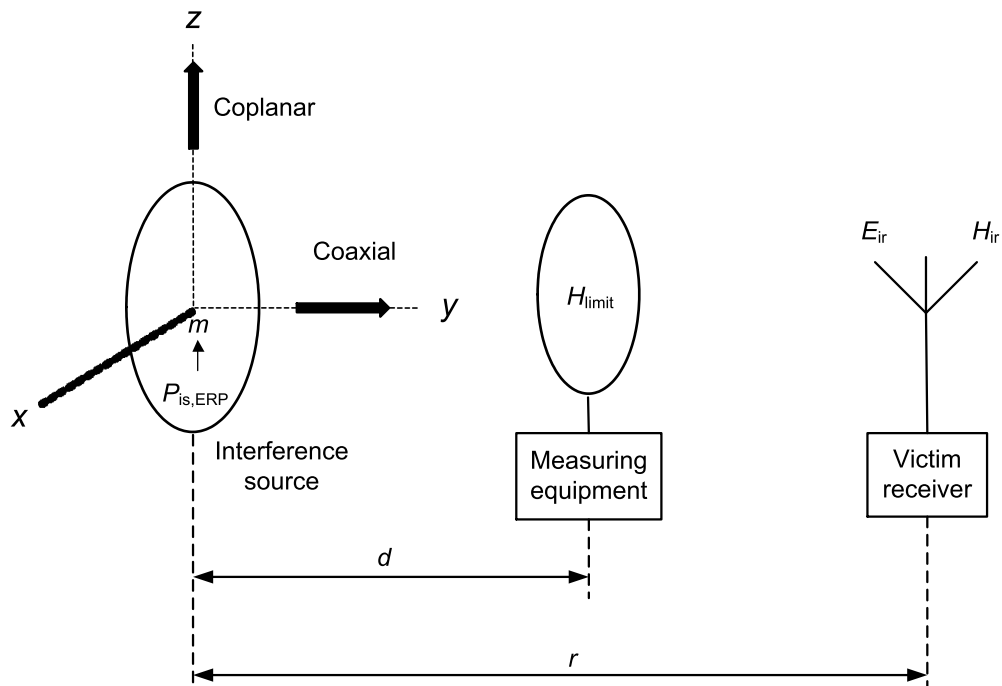 z
Coplanar
Coaxial
E_ir
H_ir
H_limit
y
m
P_is,ERP
x
Interference
source
Measuring
equipment
Victim
receiver
d
r